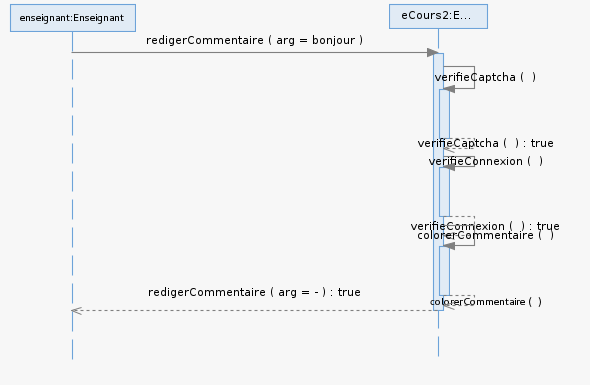 enseignant:Enseignant
eCours2:E...
redigerCommentaire ( arg = bonjour )
verifieCaptcha ( )
verifieCaptcha ( ) : true
verifieConnexion ( )
verifieConnexion ( ) : true
colorerCommentaire ( )
redigerCommentaire ( arg = - ) : true
colorerCommentaire ( )